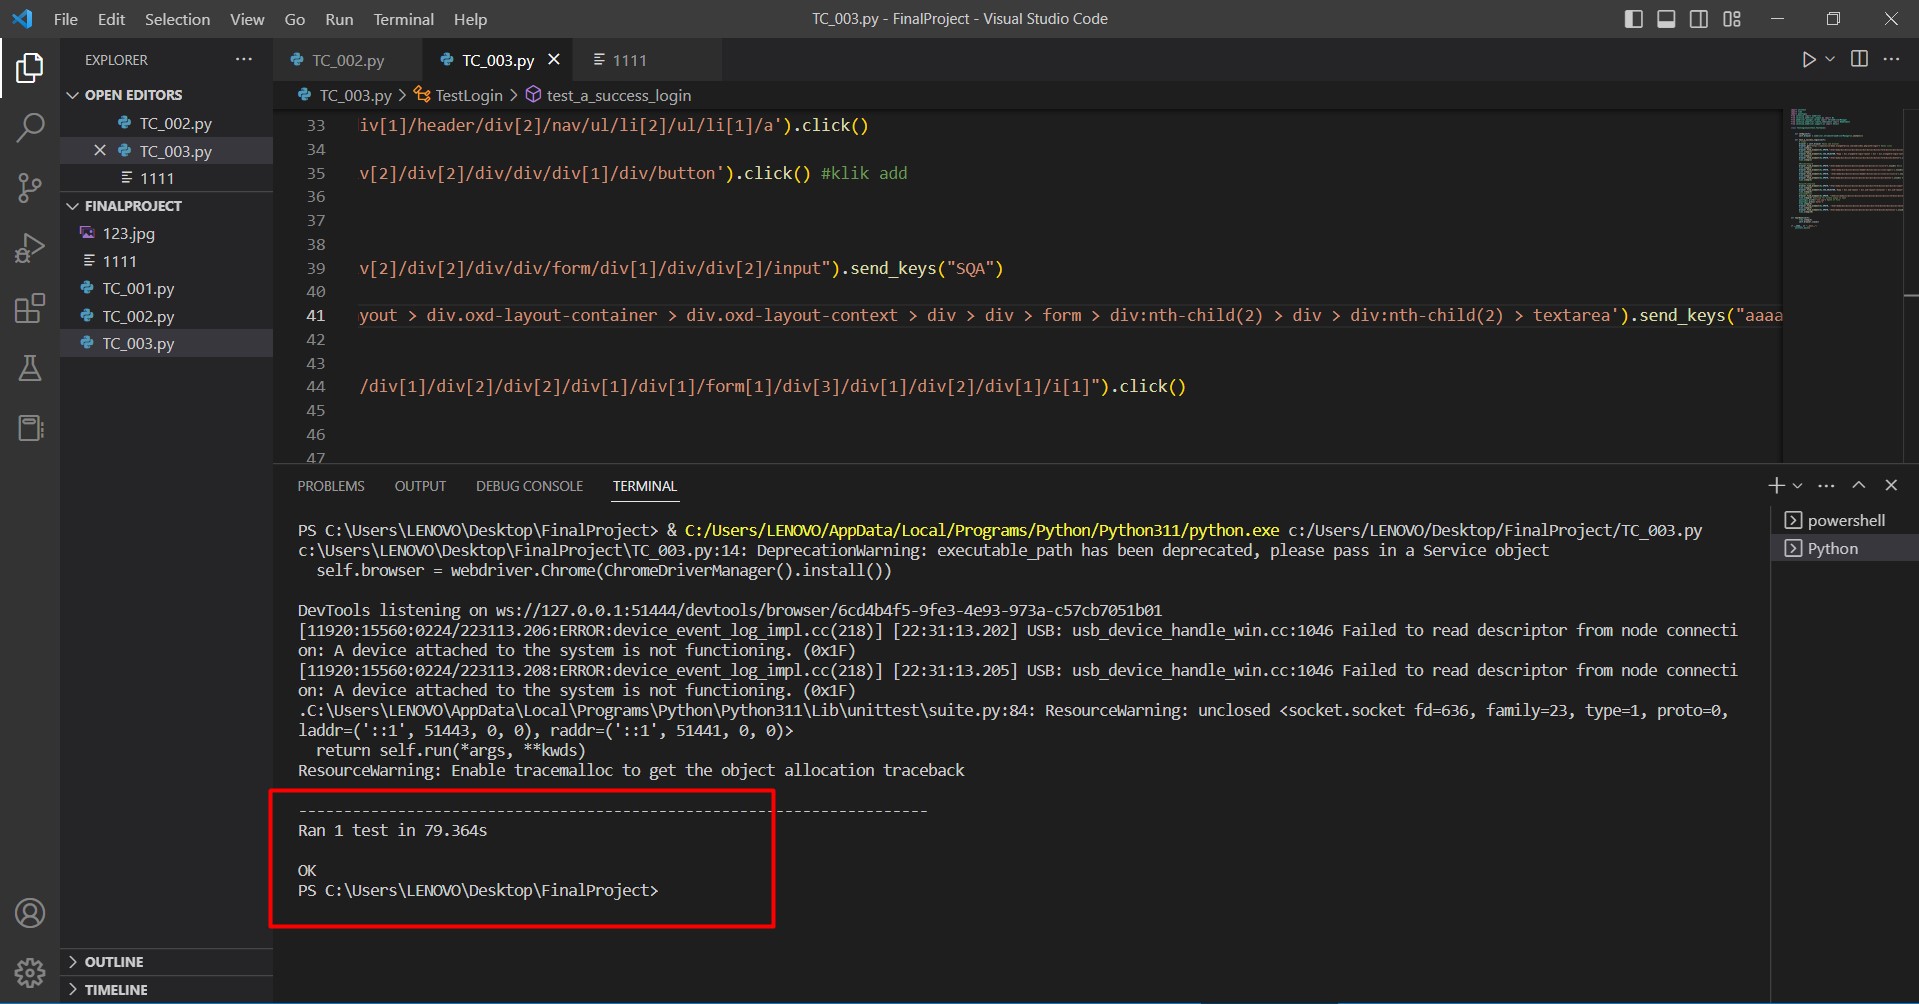 File Edit Selection View Go Run Terminal Help
TC_003.py - FinalProject - Visual Studio Code
EXPLORER
OPEN EDITORS
TC_002.py
TC_003.py
1111
FINALPROJECT
123.jpg
1111
TC_001.py
TC_002.py
TC_003.py
OUTLINE
TIMELINE
TC_002.py TC_003.py 1111
TC_003.py > TestLogin > test_a_success_login
33 iv[1]/header/div[2]/nav/ul/li[2]/ul/li[1]/a').click()
34
35 v[2]/div[2]/div/div/div[1]/div/button').click() #klik add
36
37
38
39 v[2]/div[2]/div/div/form/div[1]/div/div[2]/input").send_keys("SQA")
40
41 yout > div.oxd-layout-container > div.oxd-layout-context > div > div > form > div:nth-child(2) > div > div:nth-child(2) > textarea').send_keys("aaaa
42
43
44 /div[1]/div[2]/div[2]/div[1]/div[1]/form[1]/div[3]/div[1]/div[2]/div[1]/i[1]").click()
45
46
47
PROBLEMS OUTPUT DEBUG CONSOLE TERMINAL
PS C:\Users\LENOVO\Desktop\FinalProject> & C:/Users/LENOVO/AppData/Local/Programs/Python/Python311/python.exe c:/Users/LENOVO/Desktop/FinalProject/TC_003.py
c:\Users\LENOVO\Desktop\FinalProject\TC_003.py:14: DeprecationWarning: executable_path has been deprecated, please pass in a Service object
self.browser = webdriver.Chrome(ChromeDriverManager().install())
DevTools listening on ws://127.0.0.1:51444/devtools/browser/6cd4b4f5-9fe3-4e93-973a-c57cb7051b01
[11920:15560:0224/223113.206:ERROR:device_event_log_impl.cc(218)] [22:31:13.202] USB: usb_device_handle_win.cc:1046 Failed to read descriptor from node connecti
on: A device attached to the system is not functioning. (0x1F)
[11920:15560:0224/223113.208:ERROR:device_event_log_impl.cc(218)] [22:31:13.205] USB: usb_device_handle_win.cc:1046 Failed to read descriptor from node connecti
on: A device attached to the system is not functioning. (0x1F)
.C:\Users\LENOVO\AppData\Local\Programs\Python\Python311\Lib\unittest\suite.py:84: ResourceWarning: unclosed <socket.socket fd=636, family=23, type=1, proto=0,
laddr=('::1', 51443, 0, 0), raddr=('::1', 51441, 0, 0)>
return self.run(*args, **kwds)
ResourceWarning: Enable tracemalloc to get the object allocation traceback
----------------------------------------------------------------------
Ran 1 test in 79.364s
OK
PS C:\Users\LENOVO\Desktop\FinalProject>
powershell
Python